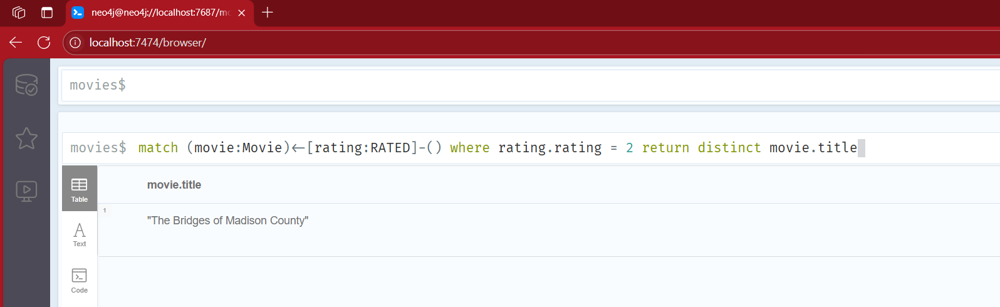 neo4j@neo4j://localhost:7687/mo
localhost:7474/browser/
movies$
movies$ match (movie:Movie)<-[rating:RATED]-() where rating.rating = 2 return distinct movie.title
Table
movie.title
1
"The Bridges of Madison County"
A
Text
Code